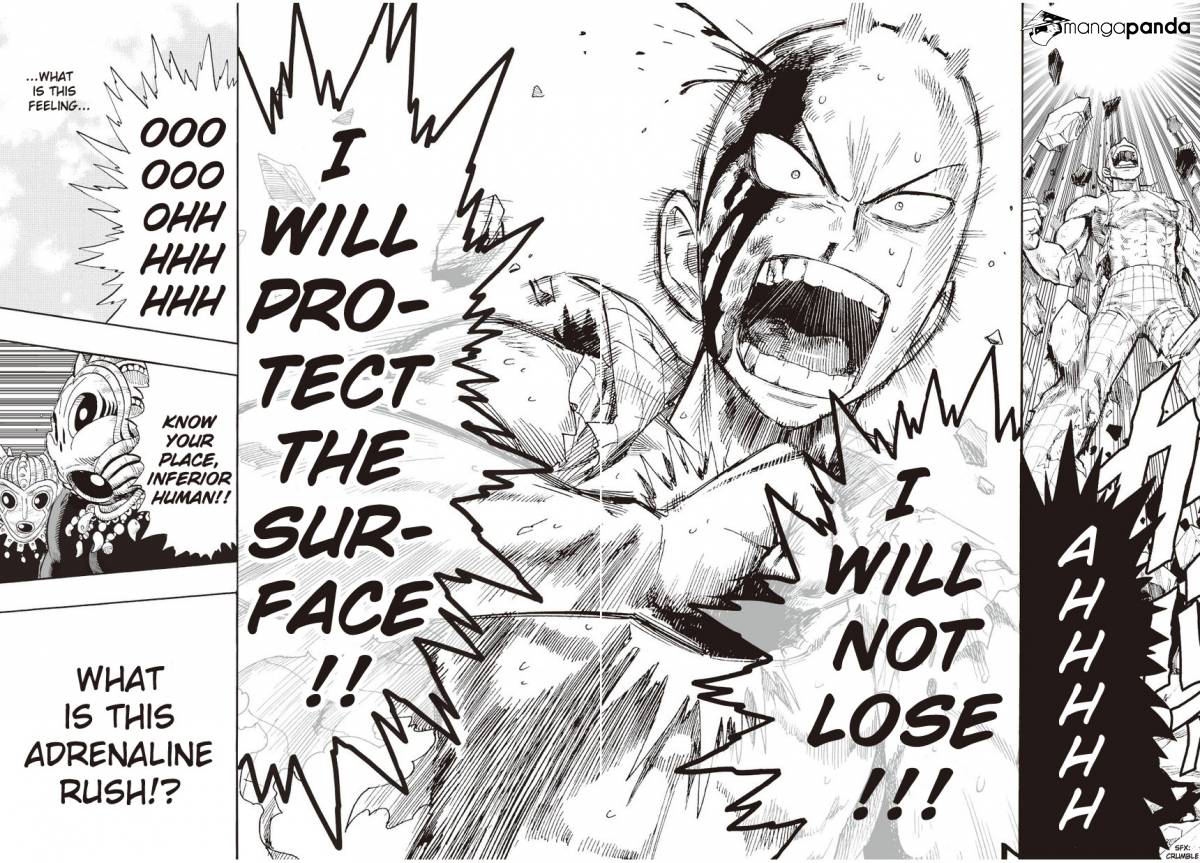 mangapanda
AHHHHH
I
WILL
NOT
LOSE
!!!
I
WILL
PRO-
TECT
THE
SUR-
FACE
!!
...WHAT
IS THIS
FEELING...
OOO
OOO
OHH
HHH
HHH
KNOW
YOUR
PLACE,
INFERIOR
HUMAN!!
WHAT
IS THIS
ADRENALINE
RUSH!?
SFX:
CRUMBLE